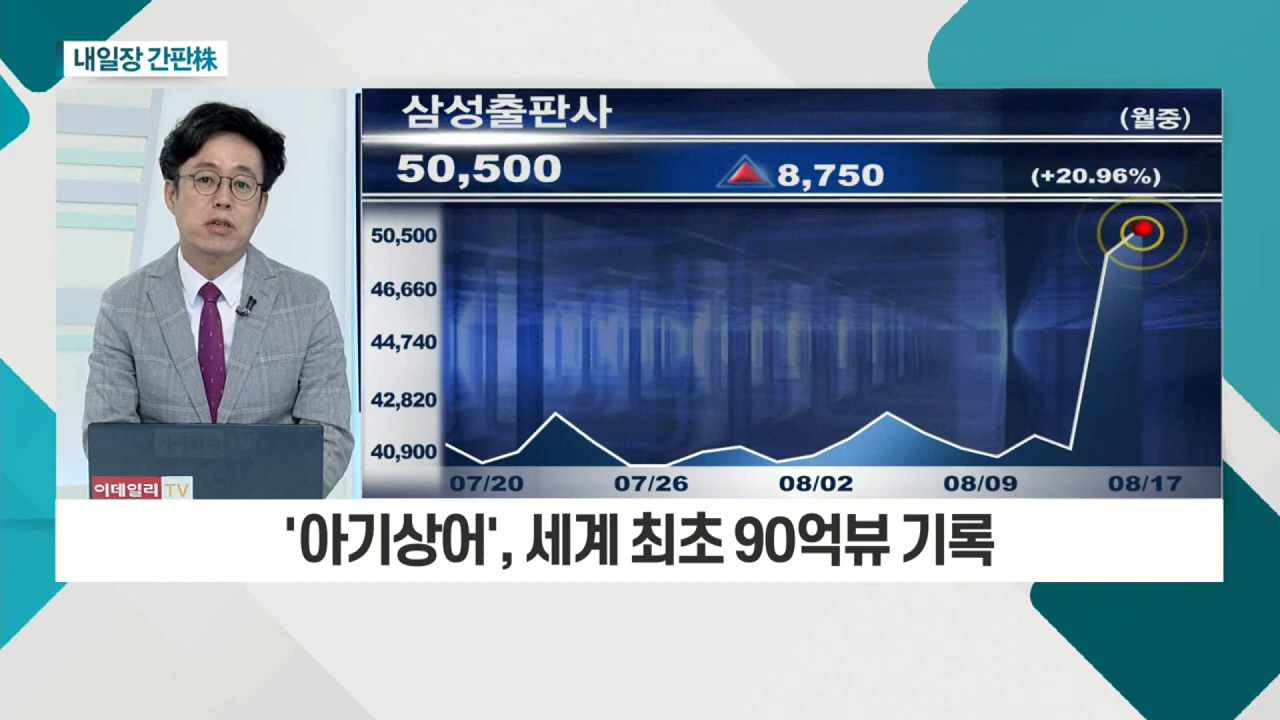 내일장 간판株
삼성출판사
(월중)
50,500
8,750
(+20.96%)
50,500
46,660
44,740
42,820
40,900
07/20
07/26
08/02
08/09
08/17
이데일리 TV
'아기상어', 세계 최초 90억뷰 기록